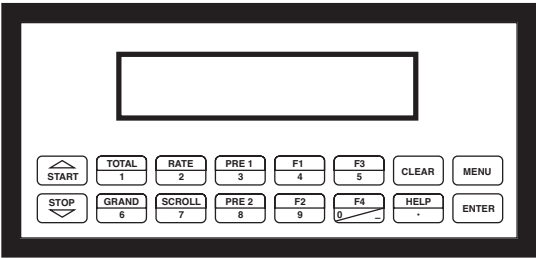 START
TOTAL
1
RATE
2
PRE 1
3
F1
4
F3
5
CLEAR
MENU
STOP
GRAND
6
SCROLL
7
PRE 2
8
F2
9
F4
0 –
HELP
.
ENTER